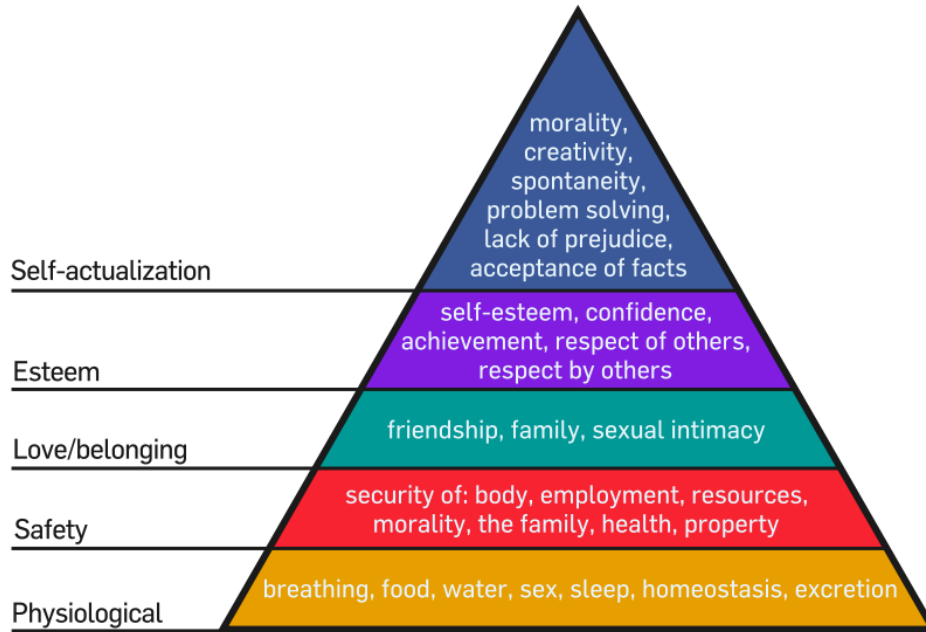 morality,
creativity,
spontaneity,
problem solving,
lack of prejudice,
acceptance of facts
Self-actualization
self-esteem, confidence,
achievement, respect of others,
respect by others
Esteem
friendship, family, sexual intimacy
Love/belonging
security of: body, employment, resources,
morality, the family, health, property
Safety
breathing, food, water, sex, sleep, homeostasis, excretion
Physiological